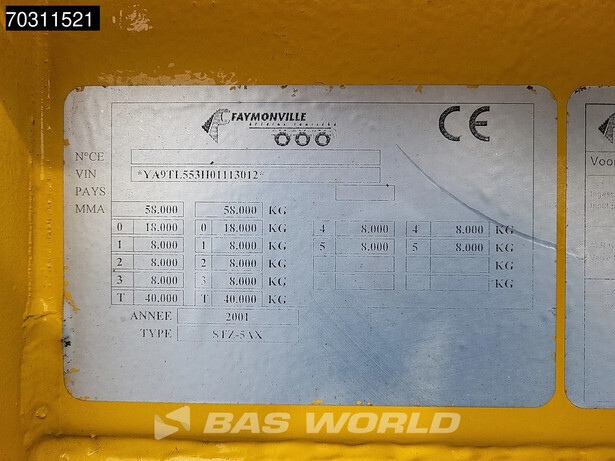 70311521
FAYMONVILLE
CE
N°CE
VIN *YA9TL553H01113012*
PAYS
MMA 58.000 58.000 KG
0 18.000 0 18.000 KG 4 8.000 4 8.000 KG
1 8.000 1 8.000 KG 5 8.000 5 8.000 KG
2 8.000 2 8.000 KG KG
3 8.000 3 8.000 KG KG
T 40.000 T 40.000 KG
ANNEE 2001
TYPE STZ-5AX
Voor
BAS WORLD